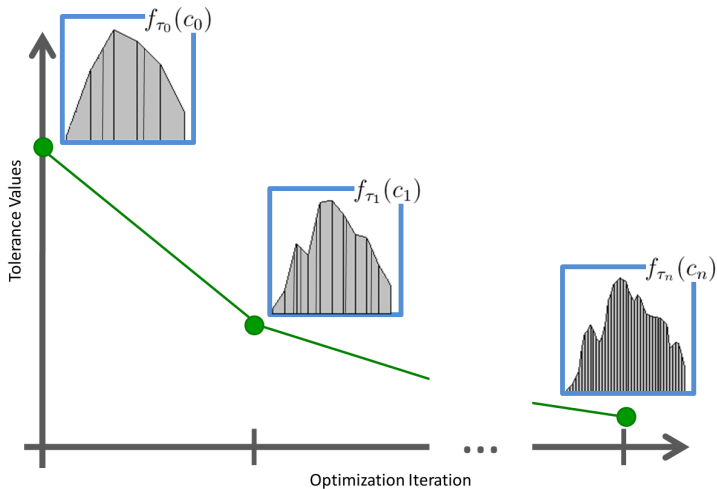 f_{τ_0}(c_0)
f_{τ_1}(c_1)
f_{τ_n}(c_n)
Tolerance Values
...
Optimization Iteration